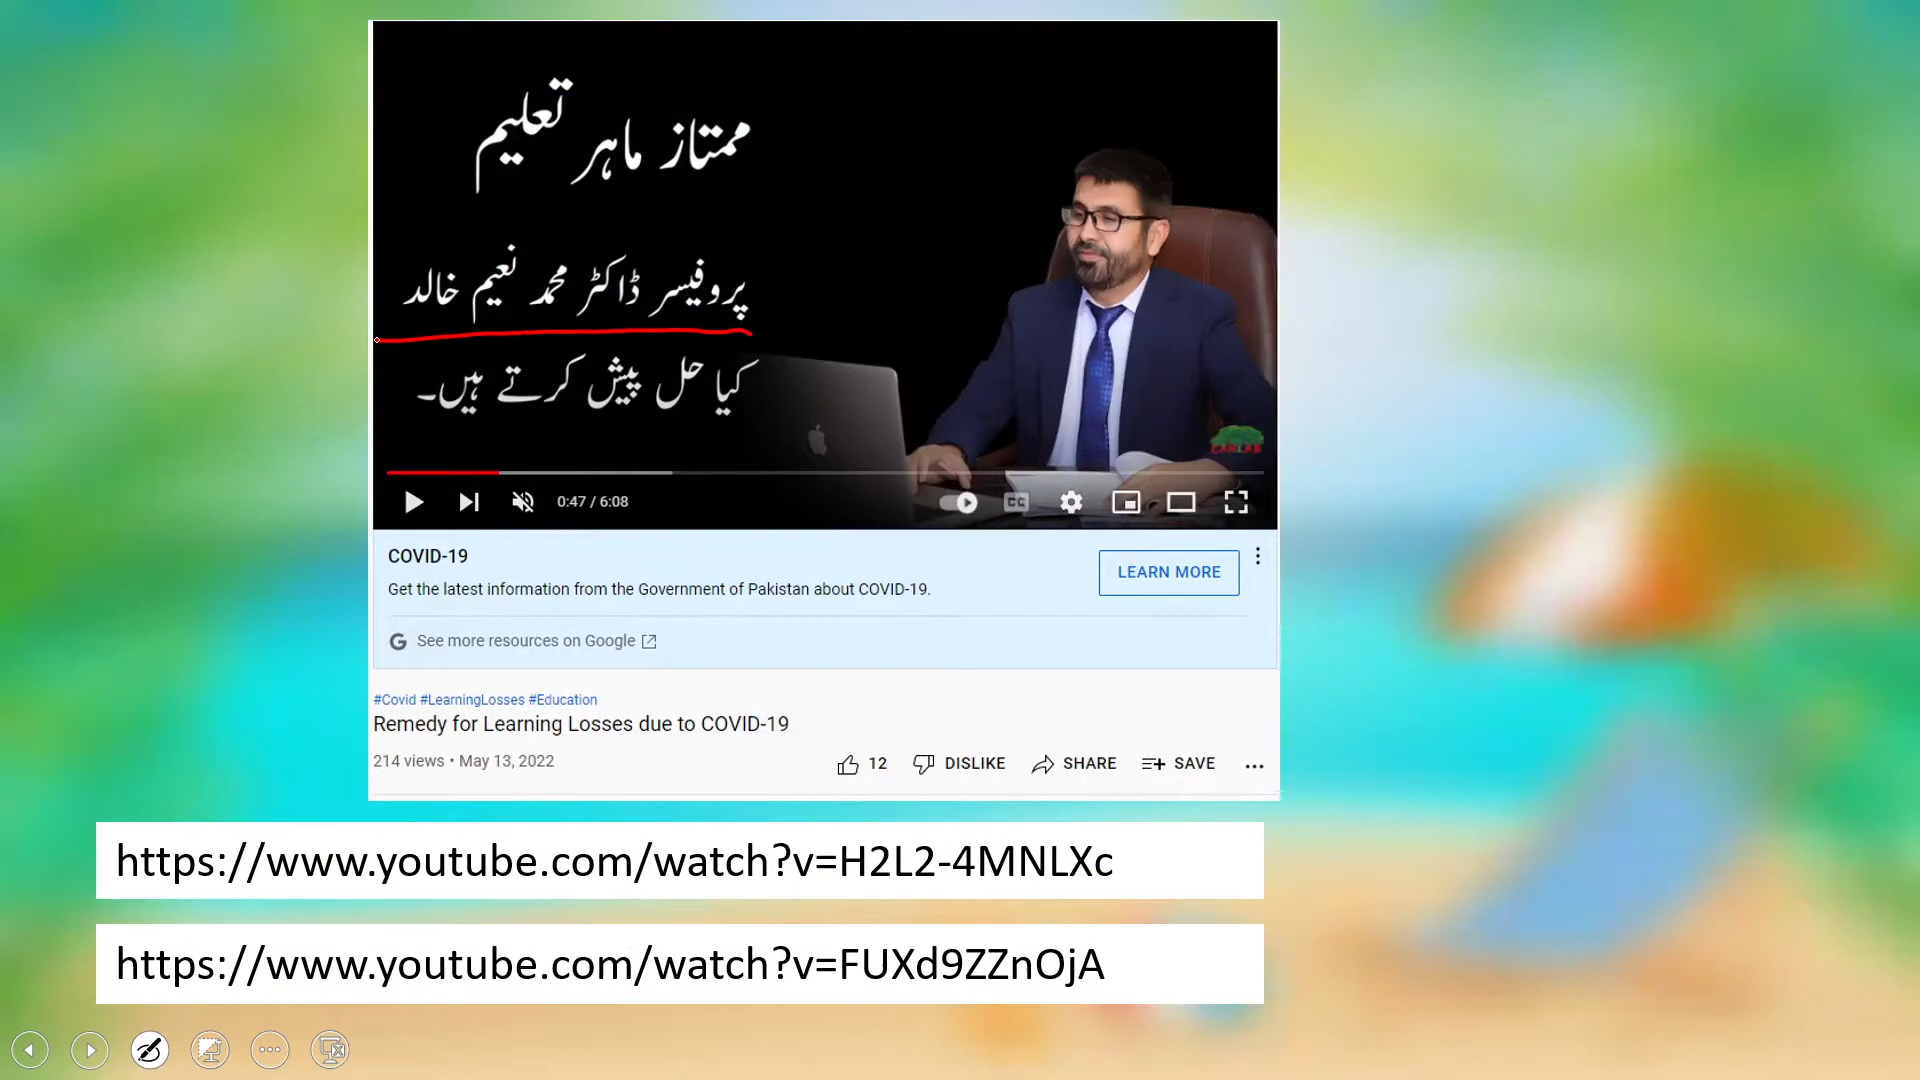 ممتاز ماہر تعلیم
پروفیسر ڈاکٹر محمد نعیم خالد
کیا حل پیش کرتے ہیں۔
CARLAB
0:47 / 6:08
CC
COVID-19
Get the latest information from the Government of Pakistan about COVID-19.
LEARN MORE
See more resources on Google
#Covid #LearningLosses #Education
Remedy for Learning Losses due to COVID-19
214 views • May 13, 2022
12 DISLIKE SHARE SAVE
https://www.youtube.com/watch?v=H2L2-4MNLXc
https://www.youtube.com/watch?v=FUXd9ZZnOjA